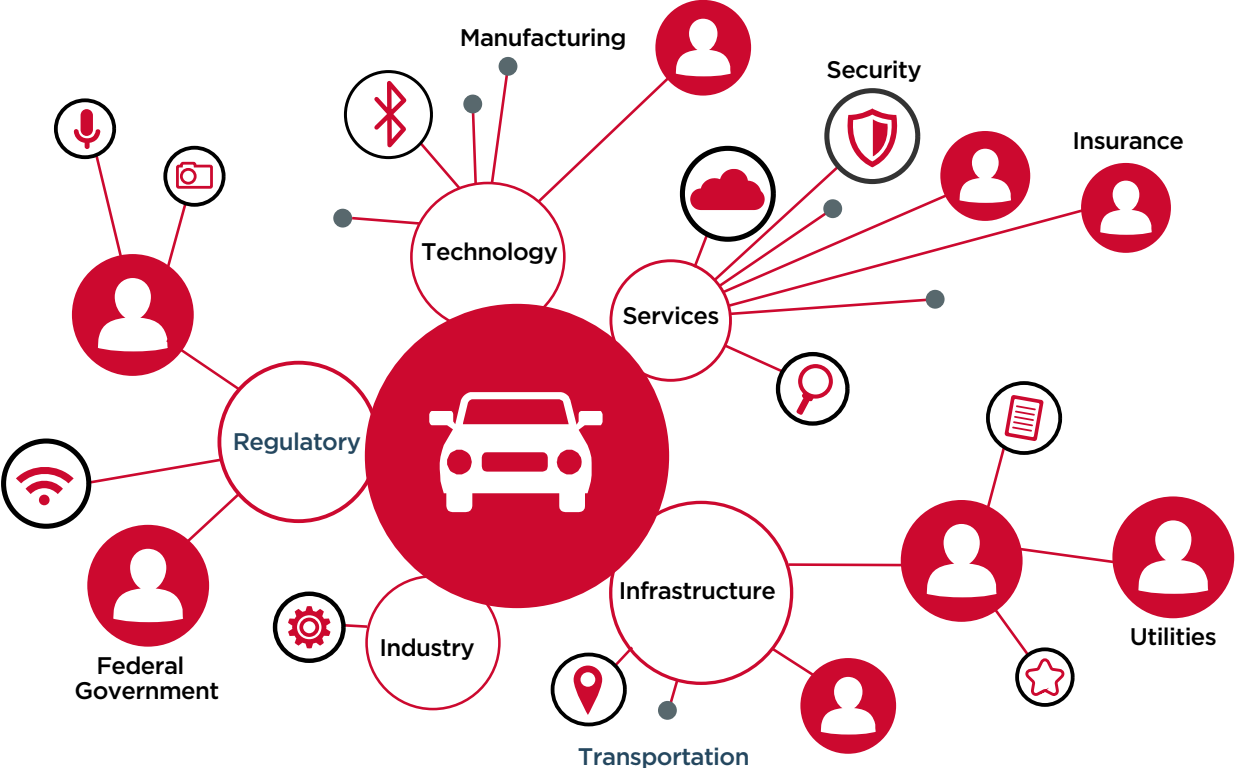 Manufacturing
Security
Insurance
Technology
Services
Regulatory
Infrastructure
Industry
Utilities
Federal
Government
Transportation